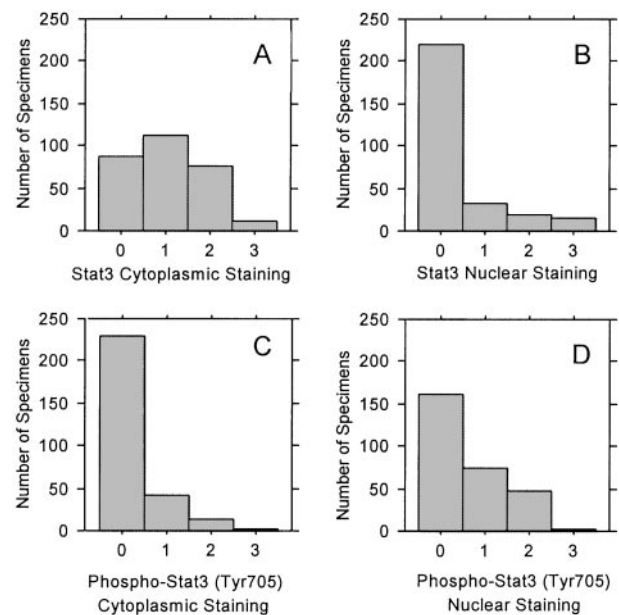 250
200
150
100
50
0
Number of Specimens
A
0 1 2 3
Stat3 Cytoplasmic Staining
250
200
150
100
50
0
Number of Specimens
B
0 1 2 3
Stat3 Nuclear Staining
250
200
150
100
50
0
Number of Specimens
C
0 1 2 3
Phospho-Stat3 (Tyr705)
Cytoplasmic Staining
250
200
150
100
50
0
Number of Specimens
D
0 1 2 3
Phospho-Stat3 (Tyr705)
Nuclear Staining